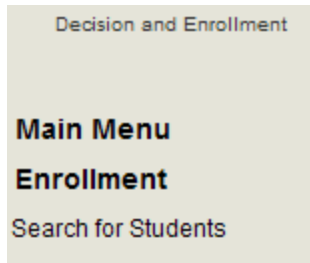 Decision and Enrollment
Main Menu
Enrollment
Search for Students